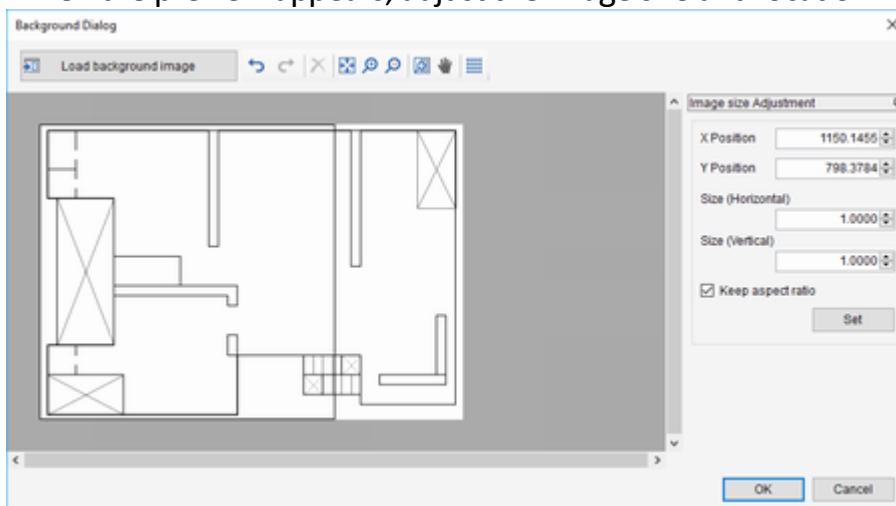 Background Dialog
Load background image
Image size Adjustment
X Position 1150.1455
Y Position 798.3784
Size (Horizontal)
1.0000
Size (Vertical)
1.0000
Keep aspect ratio
Set
OK Cancel